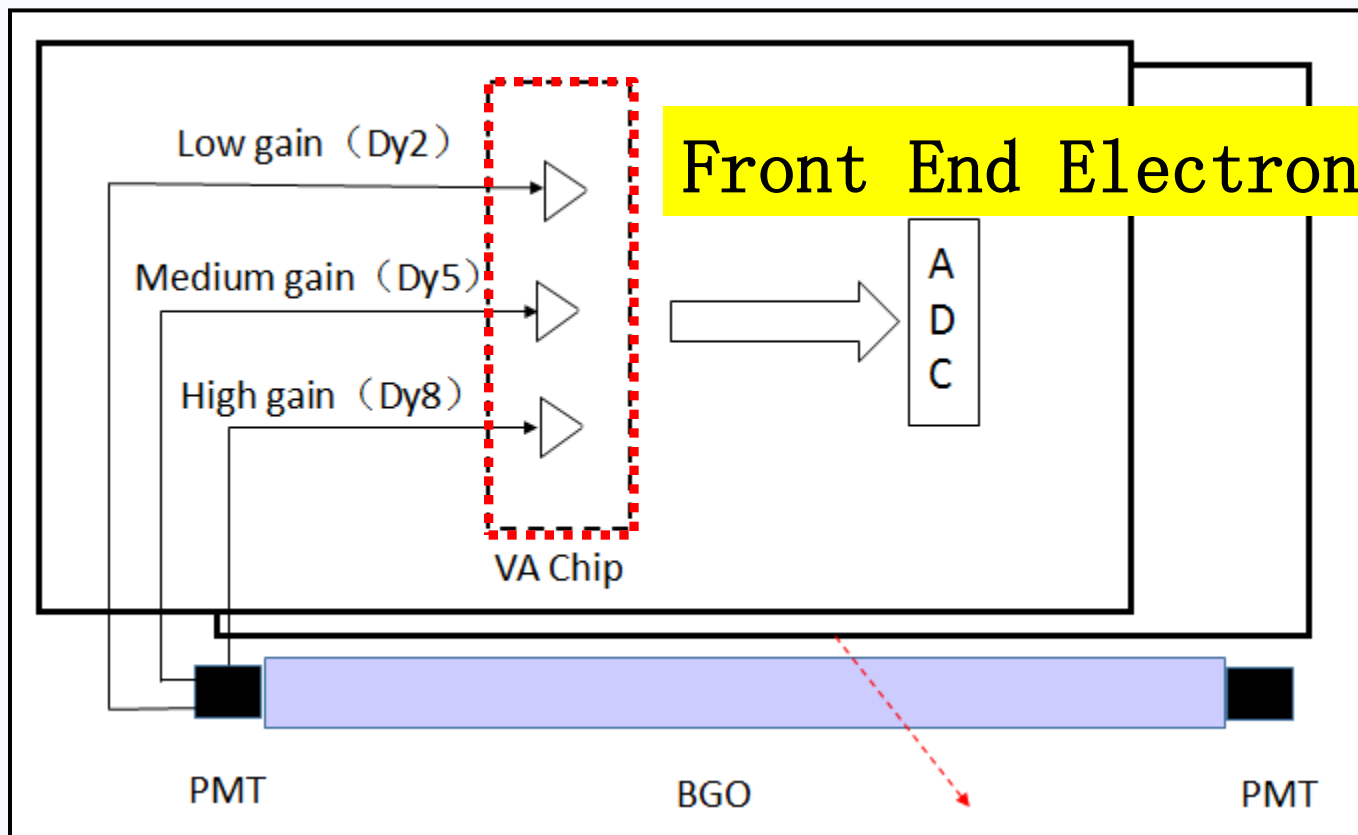 Low gain（Dy2）
Front End Electron
Medium gain（Dy5）
A
D
C
High gain（Dy8）
VA Chip
PMT
BGO
PMT